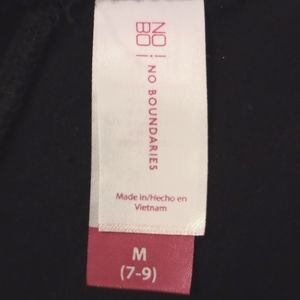 NO
BO
NO BOUNDARIES
Made in/Hecho en
Vietnam
M
(7-9)